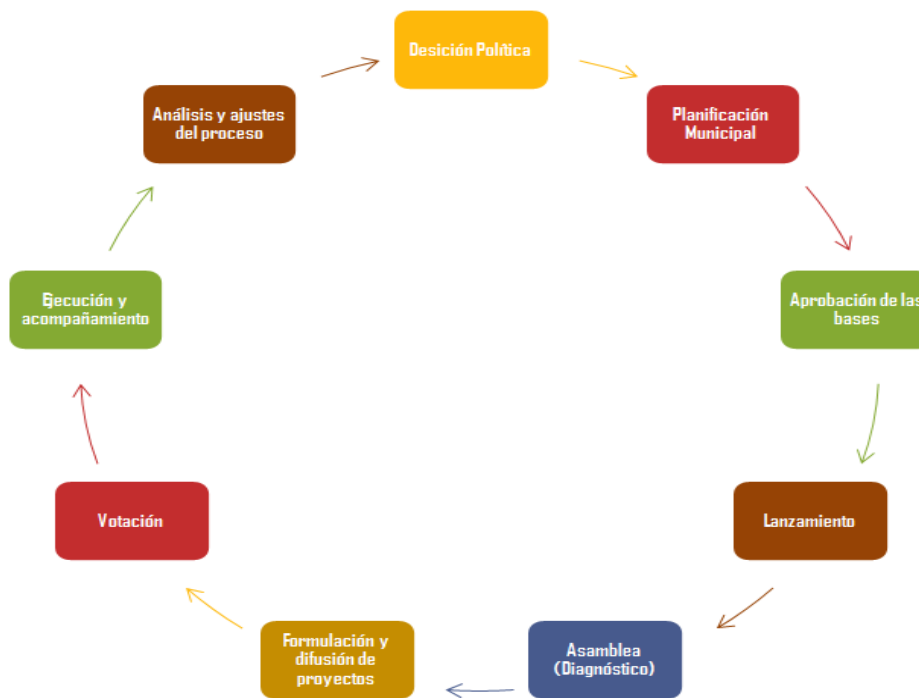 Desición Política
Planificación
Municipal
Aprobación de las
bases
Lanzamiento
Asamblea
(Diagnóstico)
Formulación y
difusión de
proyectos
Votación
Ejecución y
acompañamiento
Análisis y ajustes
del proceso